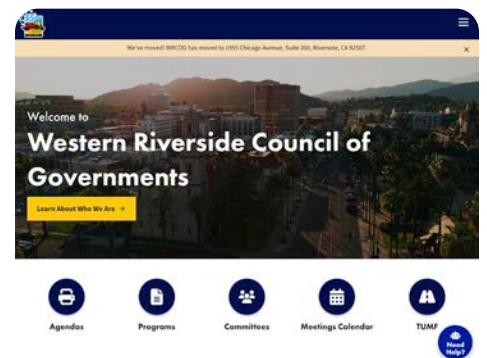 We've moved! WRCOG has moved to 1955 Chicago Avenue, Suite 200, Riverside, CA 92507.
Welcome to
Western Riverside Council of
Governments
Learn About Who We Are →
Agendas
Programs
Committees
Meetings Calendar
TUMF
Need
Help?